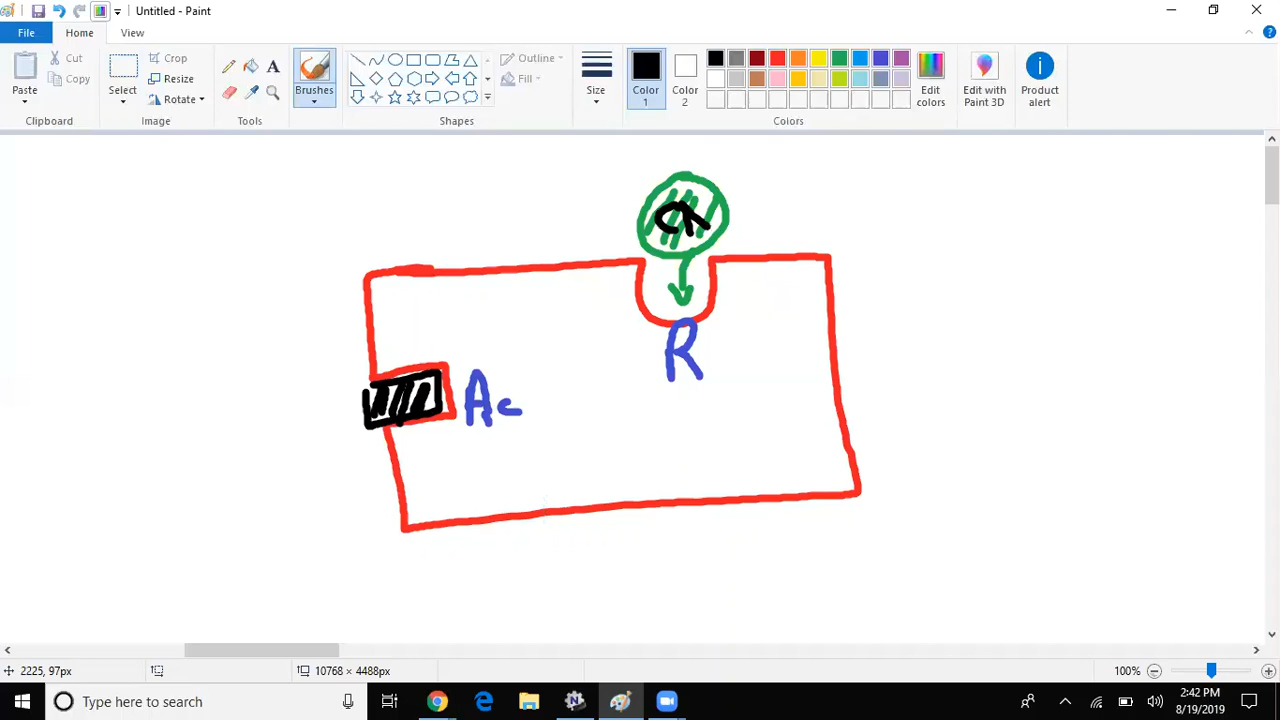 Untitled - Paint
File Home View
Paste
Cut
Copy
Clipboard
Select
Crop
Resize
Rotate
Image
Tools
Brushes
Shapes
Outline
Fill
Size
Color 1
Color 2
Colors
Edit colors
Edit with Paint 3D
Product alert
R
Ac
2225, 97px
10768 × 4488px
100%
Type here to search
2:42 PM
8/19/2019